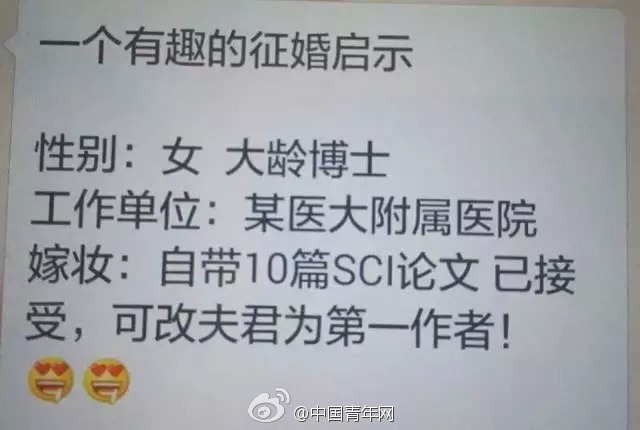 一个有趣的征婚启示
性别：女 大龄博士
工作单位：某医大附属医院
嫁妆：自带10篇SCI论文 已接
受，可改夫君为第一作者！
@中国青年网